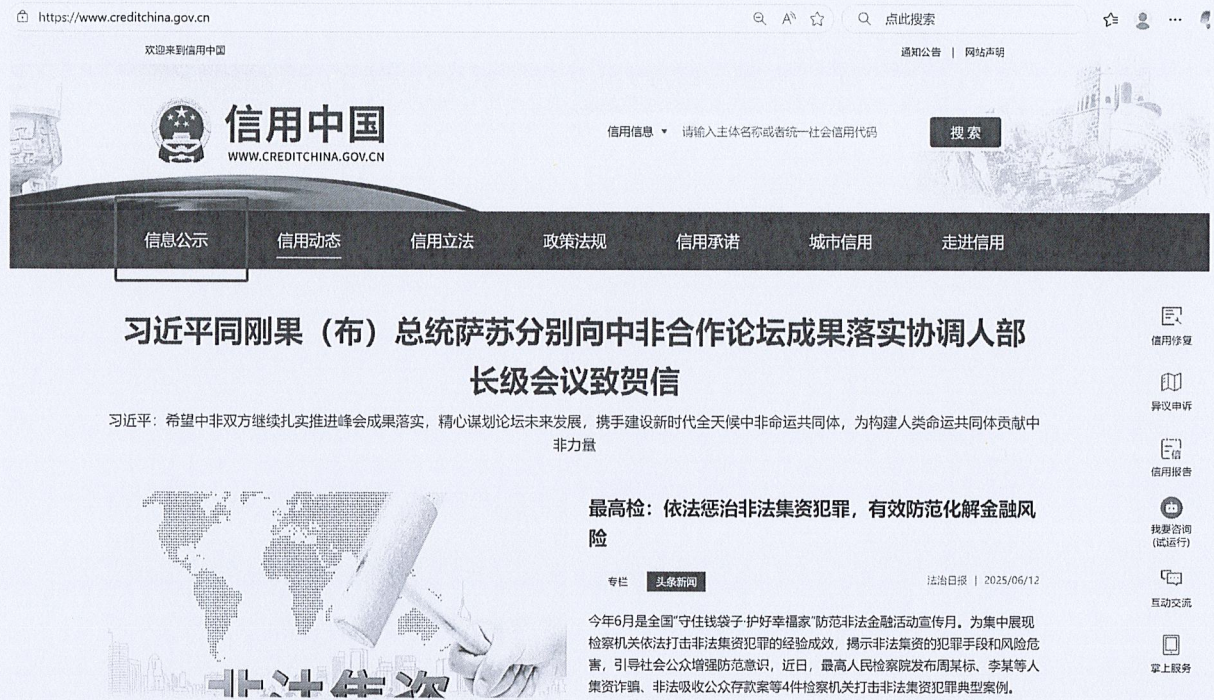 https://www.creditchina.gov.cn
点此搜索
欢迎来到信用中国
通知公告 | 网站声明
信用中国
WWW.CREDITCHINA.GOV.CN
信用信息 ▼ 请输入主体名称或者统一社会信用代码
搜索
信息公示 信用动态 信用立法 政策法规 信用承诺 城市信用 走进信用
习近平同刚果（布）总统萨苏分别向中非合作论坛成果落实协调人部
长级会议致贺信
习近平：希望中非双方继续扎实推进峰会成果落实，精心谋划论坛未来发展，携手建设新时代全天候中非命运共同体，为构建人类命运共同体贡献中
非力量
最高检：依法惩治非法集资犯罪，有效防范化解金融风
险
专栏 头条新闻 法治日报 | 2025/06/12
今年6月是全国“守住钱袋子·护好幸福家”防范非法金融活动宣传月。为集中展现
检察机关依法打击非法集资犯罪的经验成效，揭示非法集资的犯罪手段和风险危
害，引导社会公众增强防范意识，近日，最高人民检察院发布周某标、李某等人
集资诈骗、非法吸收公众存款案等4件检察机关打击非法集资犯罪典型案例。
非法集资
信用修复
异议申诉
信
信用报告
我要咨询
(试运行)
互动交流
掌上服务